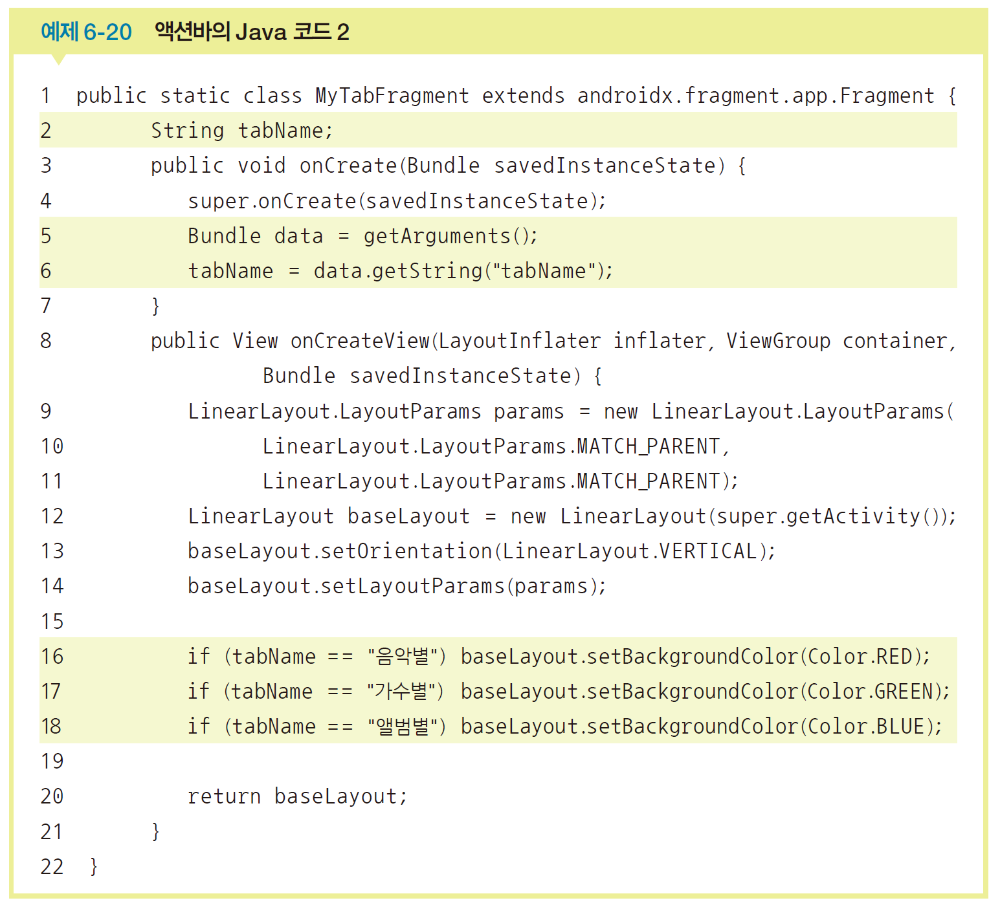 예제 6-20 액션바의 Java 코드 2
1 public static class MyTabFragment extends androidx.fragment.app.Fragment {
2 String tabName;
3 public void onCreate(Bundle savedInstanceState) {
4 super.onCreate(savedInstanceState);
5 Bundle data = getArguments();
6 tabName = data.getString("tabName");
7 }
8 public View onCreateView(LayoutInflater inflater, ViewGroup container,
Bundle savedInstanceState) {
9 LinearLayout.LayoutParams params = new LinearLayout.LayoutParams(
10 LinearLayout.LayoutParams.MATCH_PARENT,
11 LinearLayout.LayoutParams.MATCH_PARENT);
12 LinearLayout baseLayout = new LinearLayout(super.getActivity());
13 baseLayout.setOrientation(LinearLayout.VERTICAL);
14 baseLayout.setLayoutParams(params);
15
16 if (tabName == "음악별") baseLayout.setBackgroundColor(Color.RED);
17 if (tabName == "가수별") baseLayout.setBackgroundColor(Color.GREEN);
18 if (tabName == "앨범별") baseLayout.setBackgroundColor(Color.BLUE);
19
20 return baseLayout;
21 }
22 }